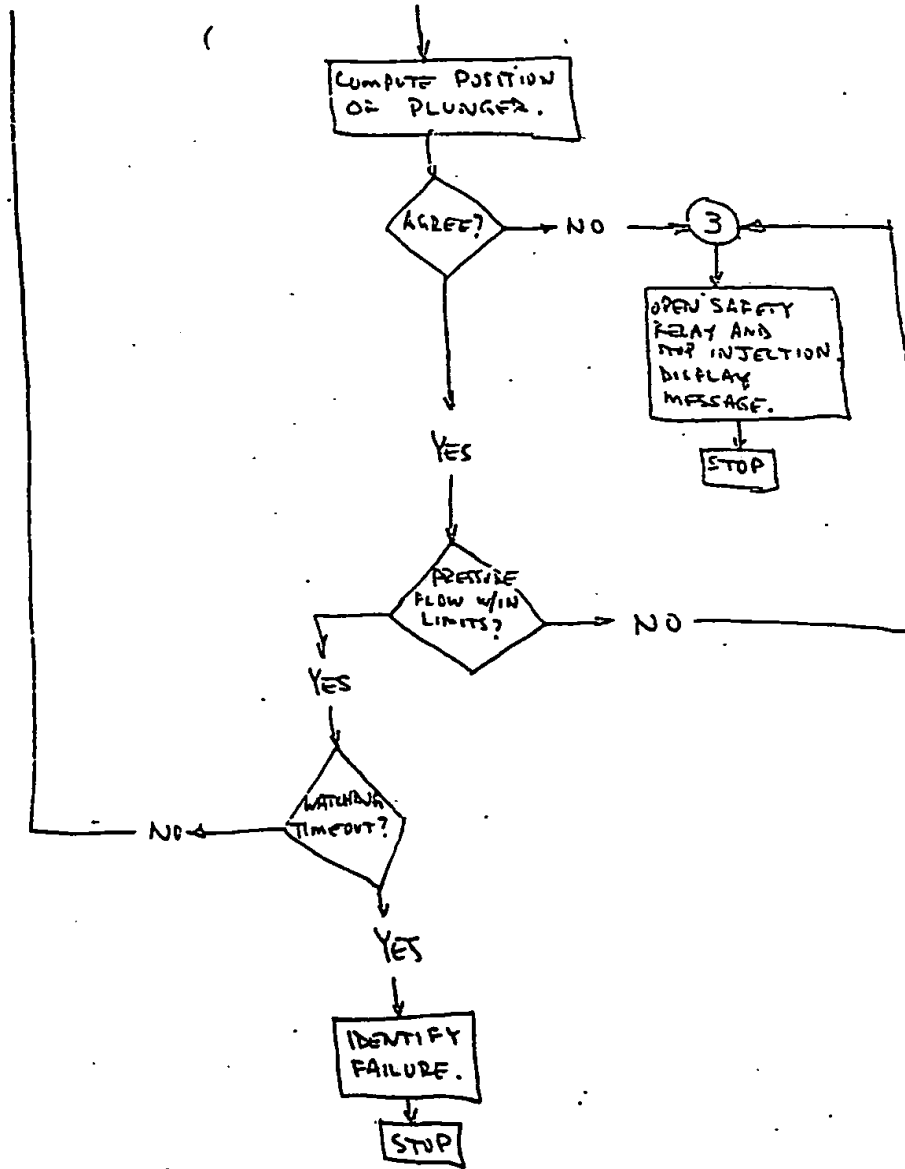 COMPUTE POSITION
OF PLUNGER.
AGREE?
NO
3
OPEN SAFETY
RELAY AND
STOP INJECTION.
DISPLAY
MESSAGE.
STOP
YES
PRESSURE
FLOW W/IN
LIMITS?
NO
YES
TIMEOUT?
NO
YES
IDENTIFY
FAILURE.
STOP